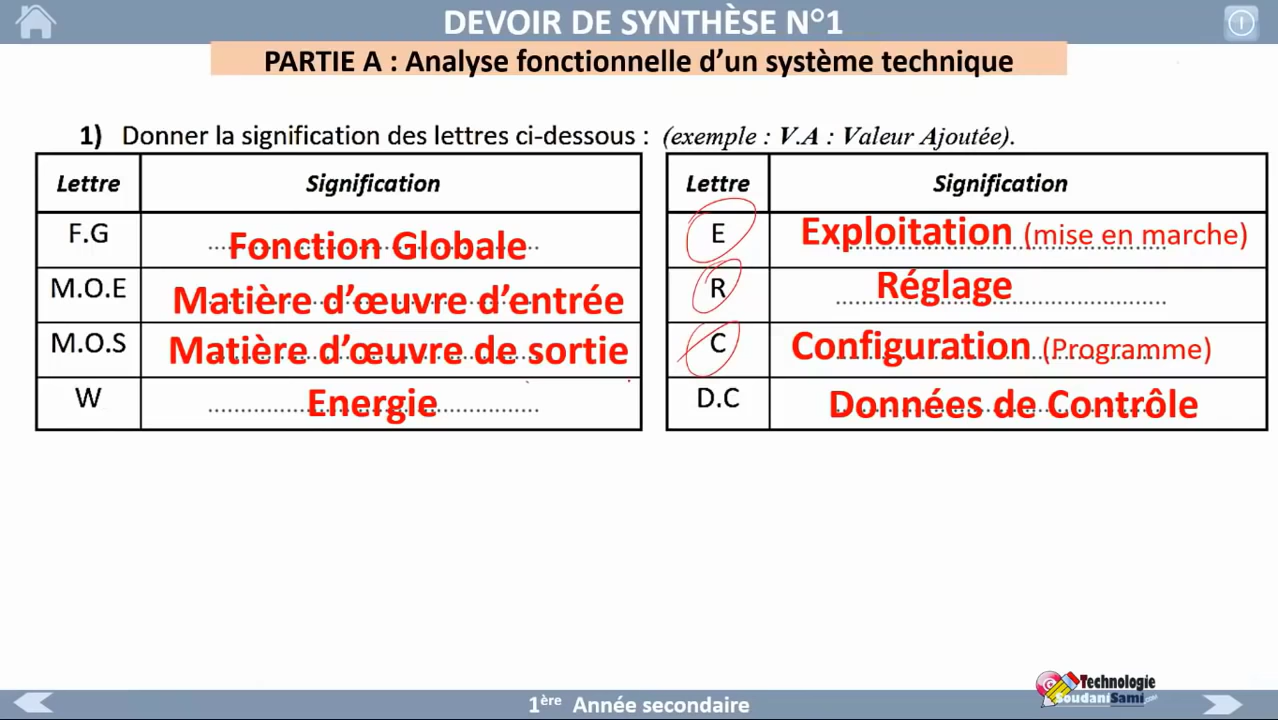 DEVOIR DE SYNTHÈSE N°1
PARTIE A : Analyse fonctionnelle d’un système technique
1) Donner la signification des lettres ci-dessous : (exemple : V.A : Valeur Ajoutée).
Lettre Signification
F.G Fonction Globale
M.O.E Matière d’œuvre d’entrée
M.O.S Matière d’œuvre de sortie
W Energie
Lettre Signification
E Exploitation (mise en marche)
R Réglage
C Configuration (Programme)
D.C Données de Contrôle
Technologie
SoudaniSami.com
1ère Année secondaire